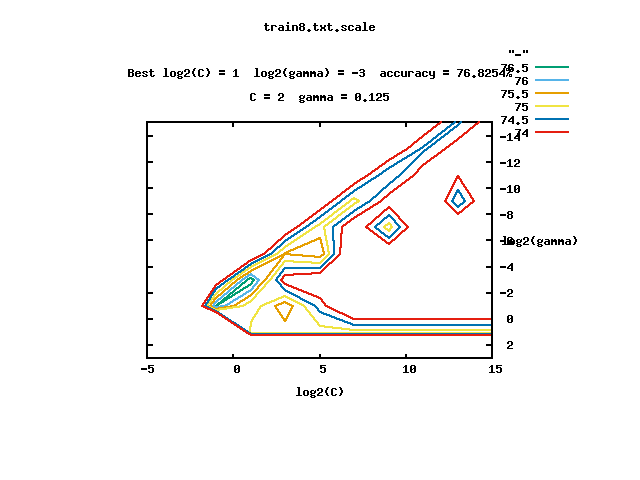 train8.txt.scale
"-"
Best log2(C) = 1  log2(gamma) = -3  accuracy = 76.8254%
76.5
76
C = 2  gamma = 0.125
75.5
75
74.5
74
-14
-12
-10
-8
-6
log2(gamma)
-4
-2
0
2
-5 0 5 10 15
log2(C)